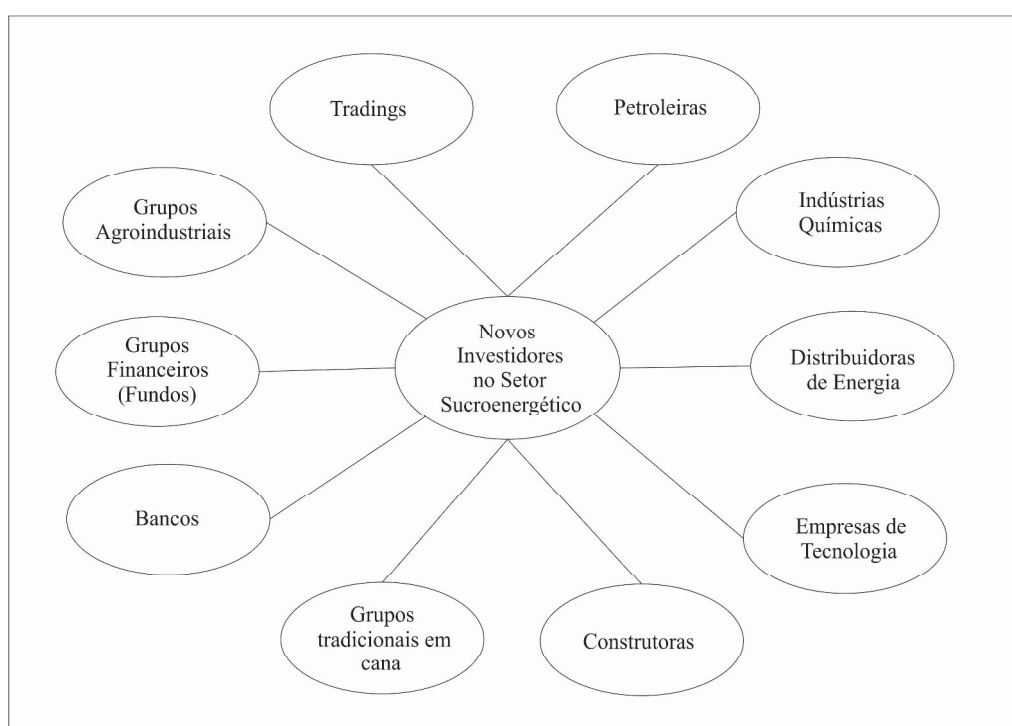 Tradings
Petroleiras
Grupos
Agroindustriais
Indústrias
Químicas
Grupos
Financeiros
(Fundos)
Novos
Investidores
no Setor
Sucroenergético
Distribuidoras
de Energia
Bancos
Empresas de
Tecnologia
Grupos
tradicionais em
cana
Construtoras